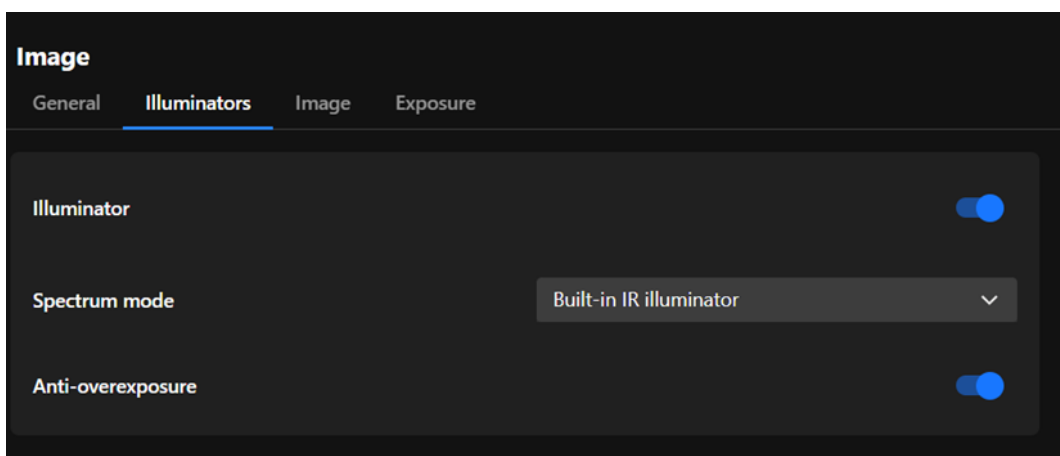 Image
General Illuminators Image Exposure
Illuminator
Spectrum mode Built-in IR illuminator
Anti-overexposure